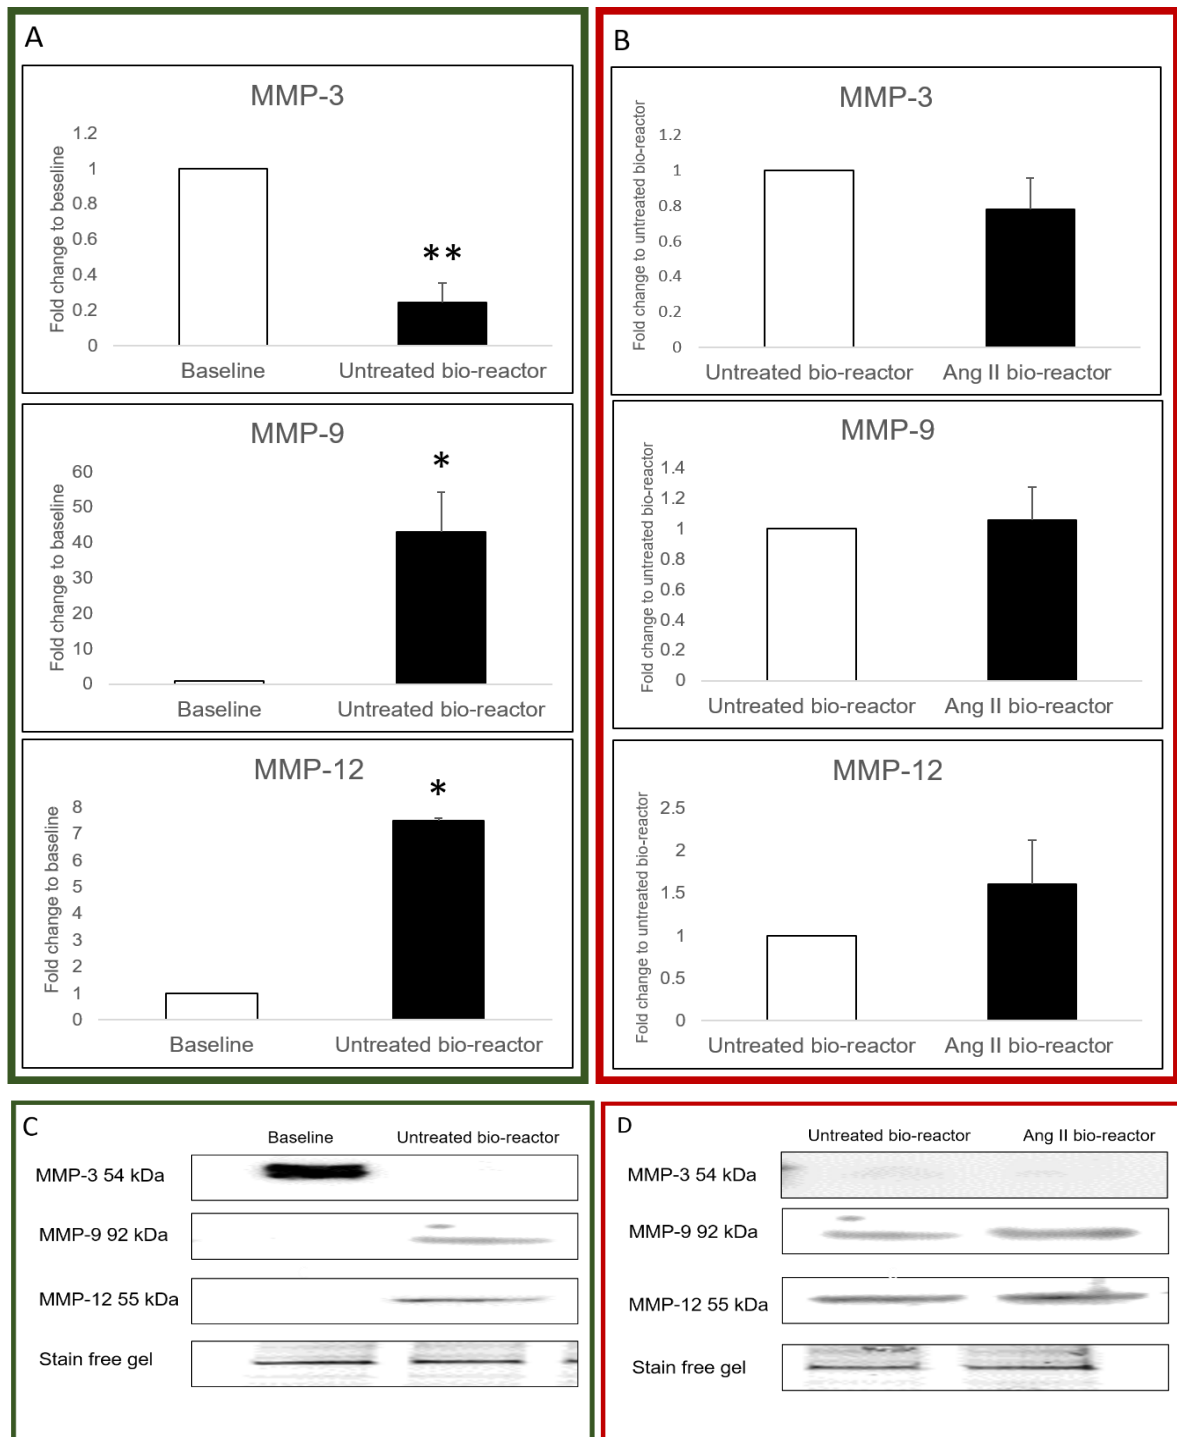 A
MMP-3
Fold change to beseline
1.2
1
0.8
0.6
0.4
0.2
0
**
Baseline
Untreated bio-reactor
MMP-9
Fold change to baseline
60
50
40
30
20
10
0
*
Baseline
Untreated bio-reactor
MMP-12
Fold change to baseline
8
7
6
5
4
3
2
1
0
*
Baseline
Untreated bio-reactor
B
MMP-3
Fold change to untreated bio-reactor
1.2
1
0.8
0.6
0.4
0.2
0
Untreated bio-reactor
Ang II bio-reactor
MMP-9
Fold change to untreated bio-reactor
1.4
1.2
1
0.8
0.6
0.4
0.2
0
Untreated bio-reactor
Ang II bio-reactor
MMP-12
Fold change to untreated bio-reactor
2.5
2
1.5
1
0.5
0
Untreated bio-reactor
Ang II bio-reactor
C
Baseline
Untreated bio-reactor
MMP-3 54 kDa
MMP-9 92 kDa
MMP-12 55 kDa
Stain free gel
D
Untreated bio-reactor
Ang II bio-reactor
MMP-3 54 kDa
MMP-9 92 kDa
MMP-12 55 kDa
Stain free gel